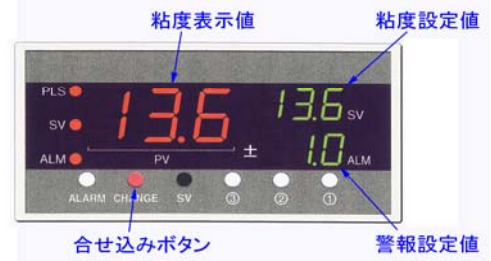 粘度表示値 粘度設定値
PLS
13.6 13.6 SV
SV
± 1.0 ALM
ALM PV
ALARM CHANGE SV ③ ② ①
合せ込みボタン 警報設定値